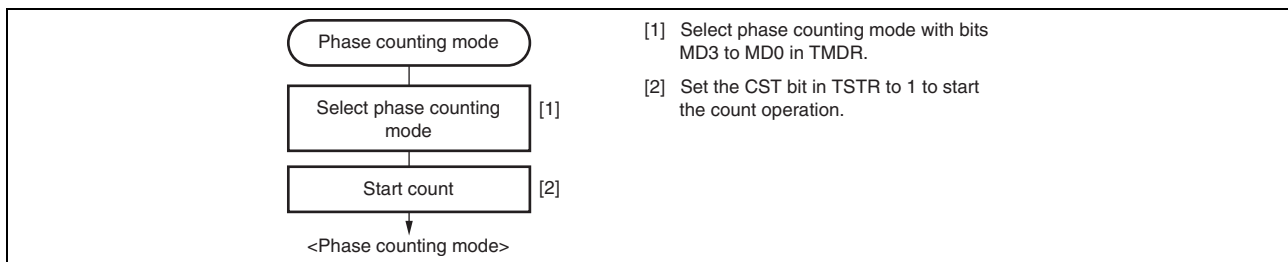 Phase counting mode
Select phase counting
mode
[1]
Start count
[2]
<Phase counting mode>
[1] Select phase counting mode with bits
MD3 to MD0 in TMDR.
[2] Set the CST bit in TSTR to 1 to start
the count operation.